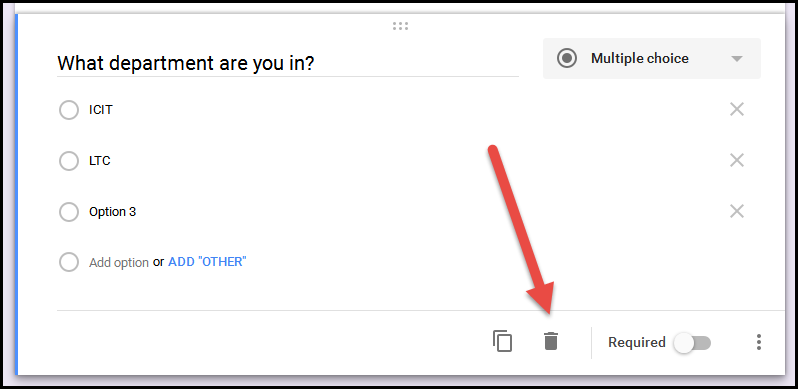 What department are you in?
Multiple choice
ICIT
LTC
Option 3
Add option or ADD "OTHER"
Required